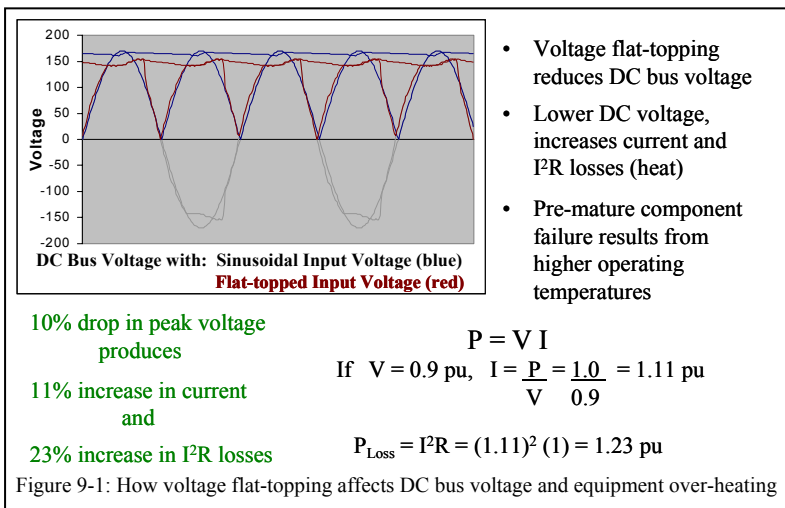 200
150
100
50
0
-50
-100
-150
-200
Voltage
DC Bus Voltage with: Sinusoidal Input Voltage (blue)
Flat-topped Input Voltage (red)
• Voltage flat-topping
reduces DC bus voltage
• Lower DC voltage,
increases current and
I²R losses (heat)
• Pre-mature component
failure results from
higher operating
temperatures
10% drop in peak voltage
produces
11% increase in current
and
23% increase in I²R losses
P = V I
If V = 0.9 pu, I = P/V = 1.0/0.9 = 1.11 pu
P_Loss = I²R = (1.11)² (1) = 1.23 pu
Figure 9-1: How voltage flat-topping affects DC bus voltage and equipment over-heating